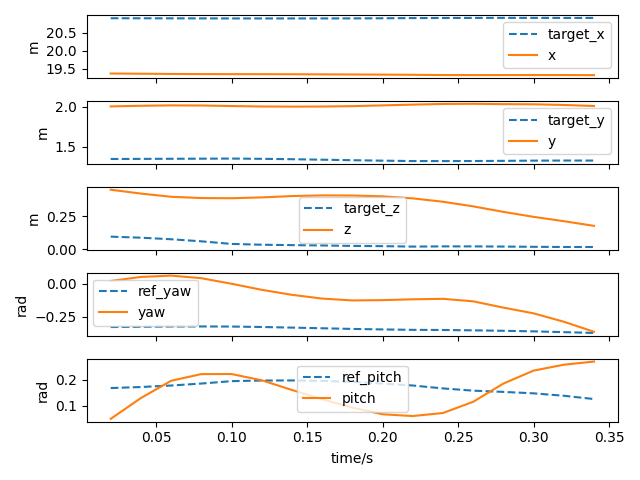 20.5
20.0
19.5
m
target_x
x
2.0
1.5
m
target_y
y
0.25
0.00
m
target_z
z
0.00
−0.25
rad
ref_yaw
yaw
0.2
0.1
rad
ref_pitch
pitch
0.05 0.10 0.15 0.20 0.25 0.30 0.35
time/s